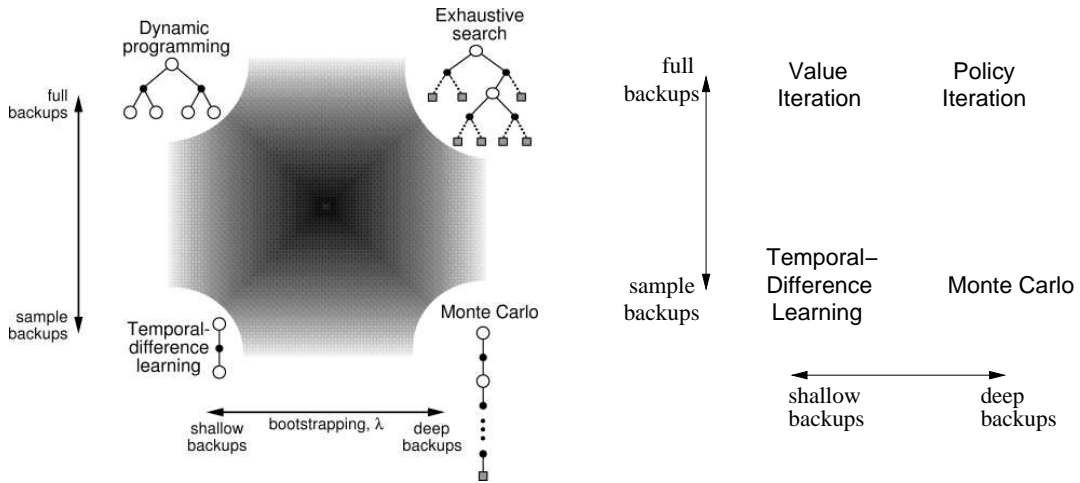 Dynamic
programming
Exhaustive
search
full
backups
sample
backups
Temporal-
difference
learning
Monte Carlo
shallow
backups
bootstrapping, λ
deep
backups
full
backups
Value
Iteration
Policy
Iteration
sample
backups
Temporal–
Difference
Learning
Monte Carlo
shallow
backups
deep
backups